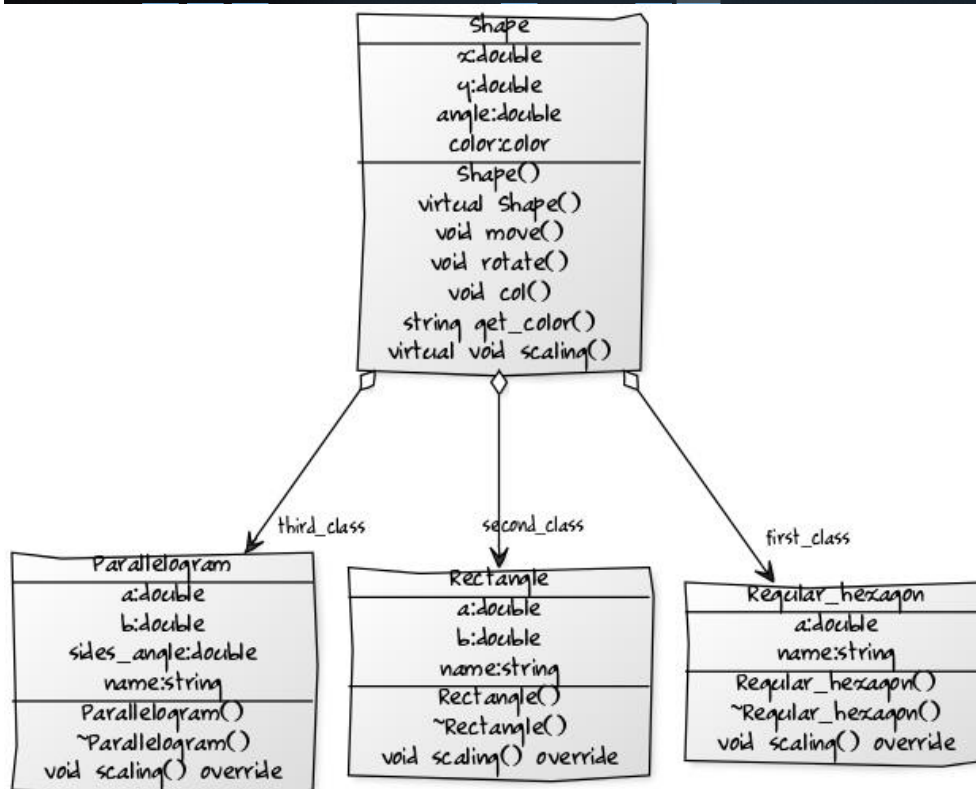 Shape
x:double
y:double
angle:double
color:color
Shape()
virtual Shape()
void move()
void rotate()
void col()
string get_color()
virtual void scaling()
third_class
second_class
first_class
Parallelogram
a:double
b:double
sides_angle:double
name:string
Parallelogram()
~Parallelogram()
void scaling() override
Rectangle
a:double
b:double
name:string
Rectangle()
~Rectangle()
void scaling() override
Regular_hexagon
a:double
name:string
Regular_hexagon()
~Regular_hexagon()
void scaling() override